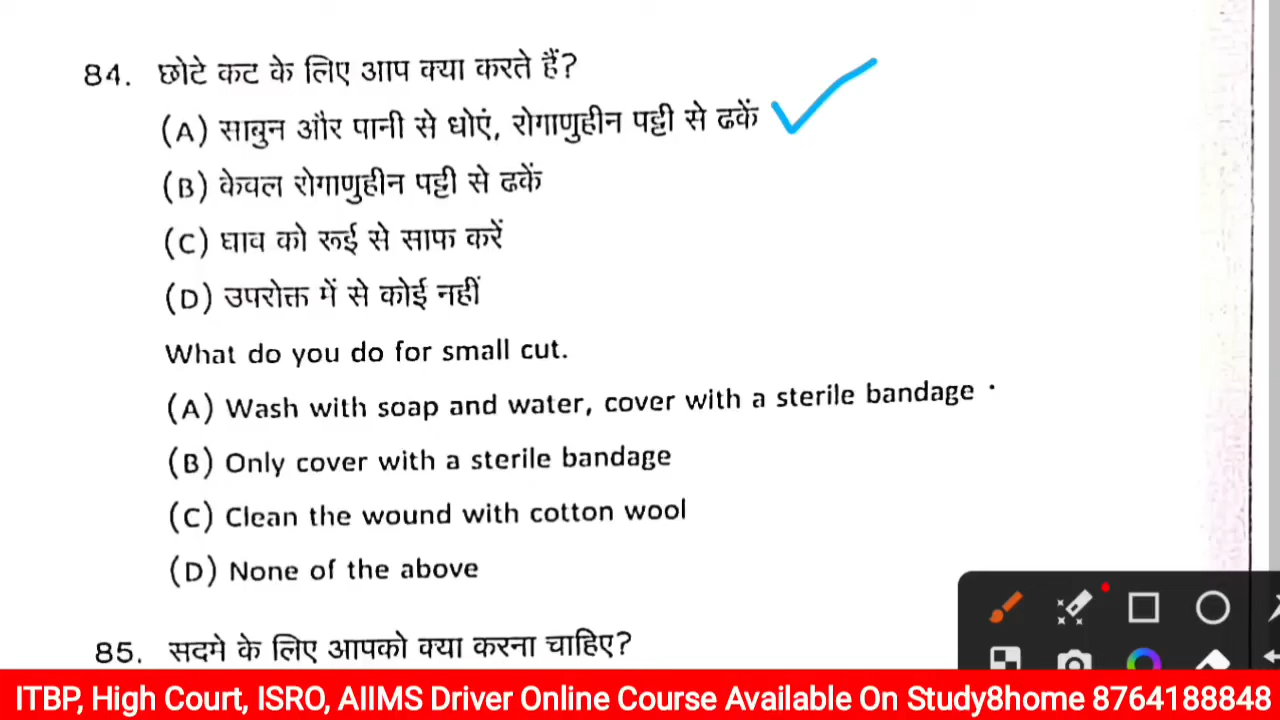 84. छोटे कट के लिए आप क्या करते हैं?
(A) साबुन और पानी से धोएं, रोगाणुहीन पट्टी से ढकें
(B) केवल रोगाणुहीन पट्टी से ढकें
(C) घाव को रूई से साफ करें
(D) उपरोक्त में से कोई नहीं
What do you do for small cut.
(A) Wash with soap and water, cover with a sterile bandage
(B) Only cover with a sterile bandage
(C) Clean the wound with cotton wool
(D) None of the above
85. सदमे के लिए आपको क्या करना चाहिए?
ITBP, High Court, ISRO, AIIMS Driver Online Course Available On Study8home 8764188848